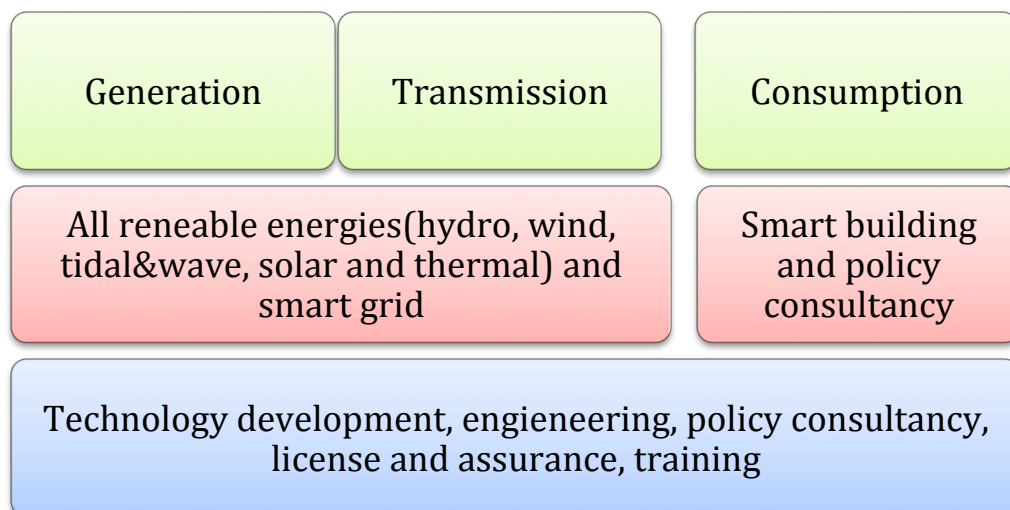 Generation
Transmission
Consumption
All reneable energies(hydro, wind,
tidal&wave, solar and thermal) and
smart grid
Smart building
and policy
consultancy
Technology development, engieneering, policy consultancy,
license and assurance, training